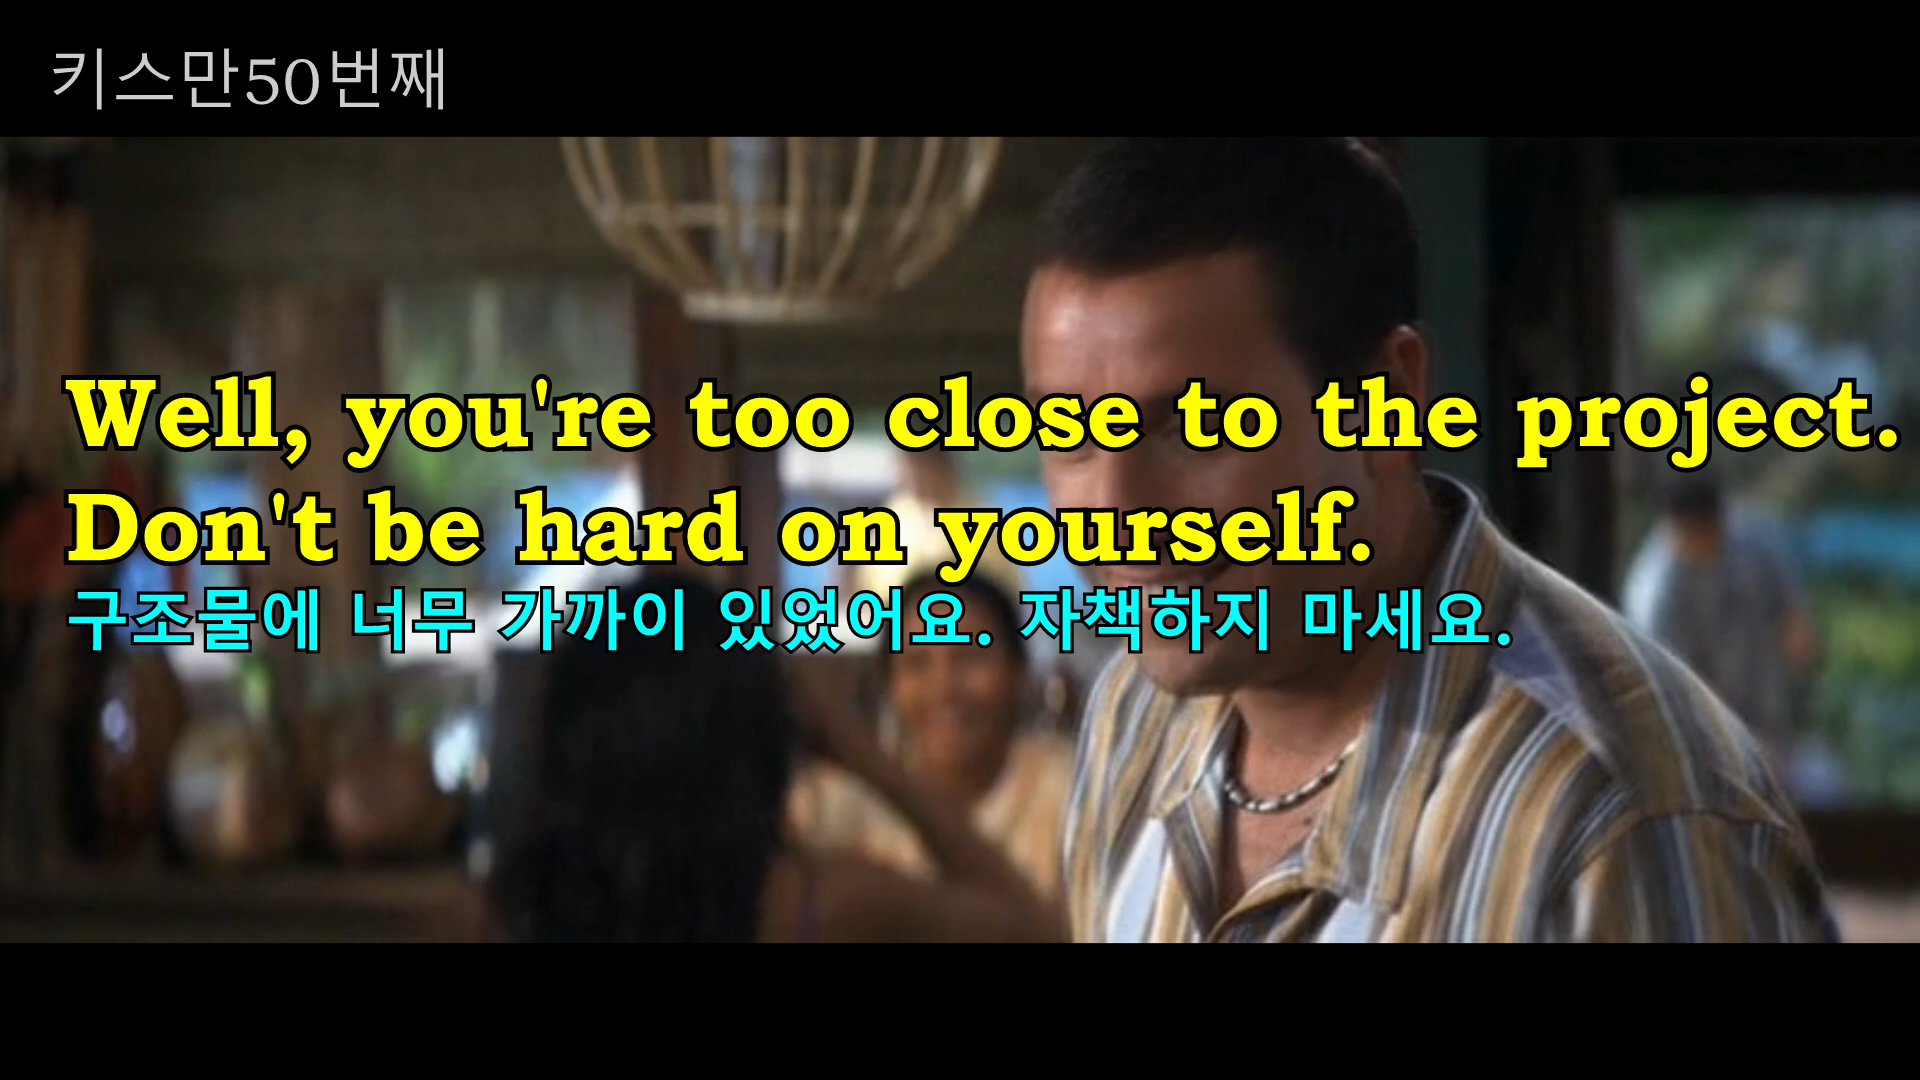 키스만50번째
Well, you're too close to the project.
Don't be hard on yourself.
구조물에 너무 가까이 있었어요. 자책하지 마세요.